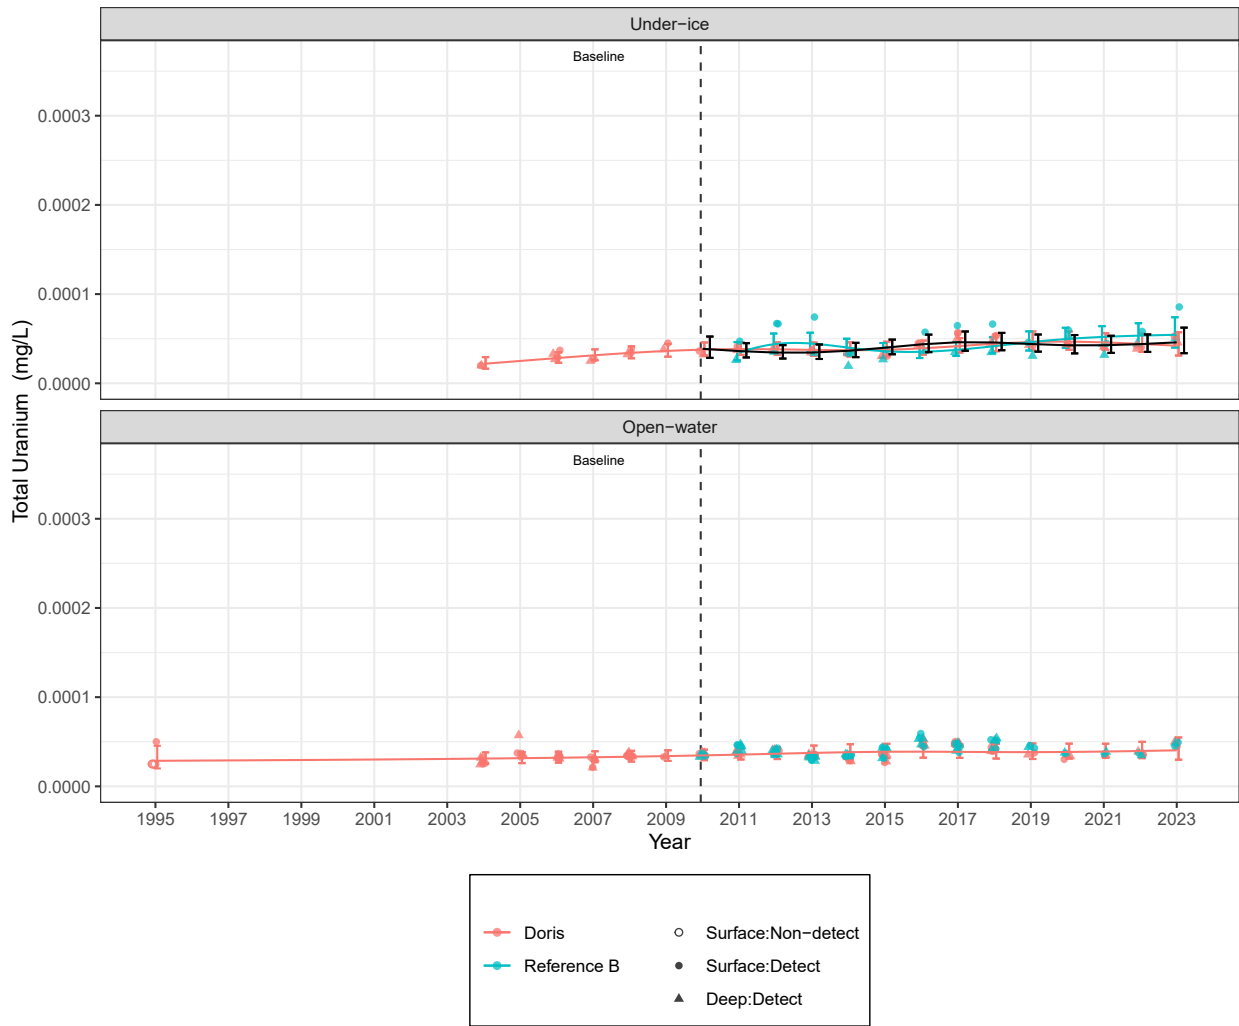 Under−ice
Baseline
0.0003
0.0002
0.0001
0.0000
Open−water
Baseline
0.0003
0.0002
0.0001
0.0000
Total Uranium (mg/L)
1995 1997 1999 2001 2003 2005 2007 2009 2011 2013 2015 2017 2019 2021 2023
Year
Doris
Reference B
Surface:Non−detect
Surface:Detect
Deep:Detect